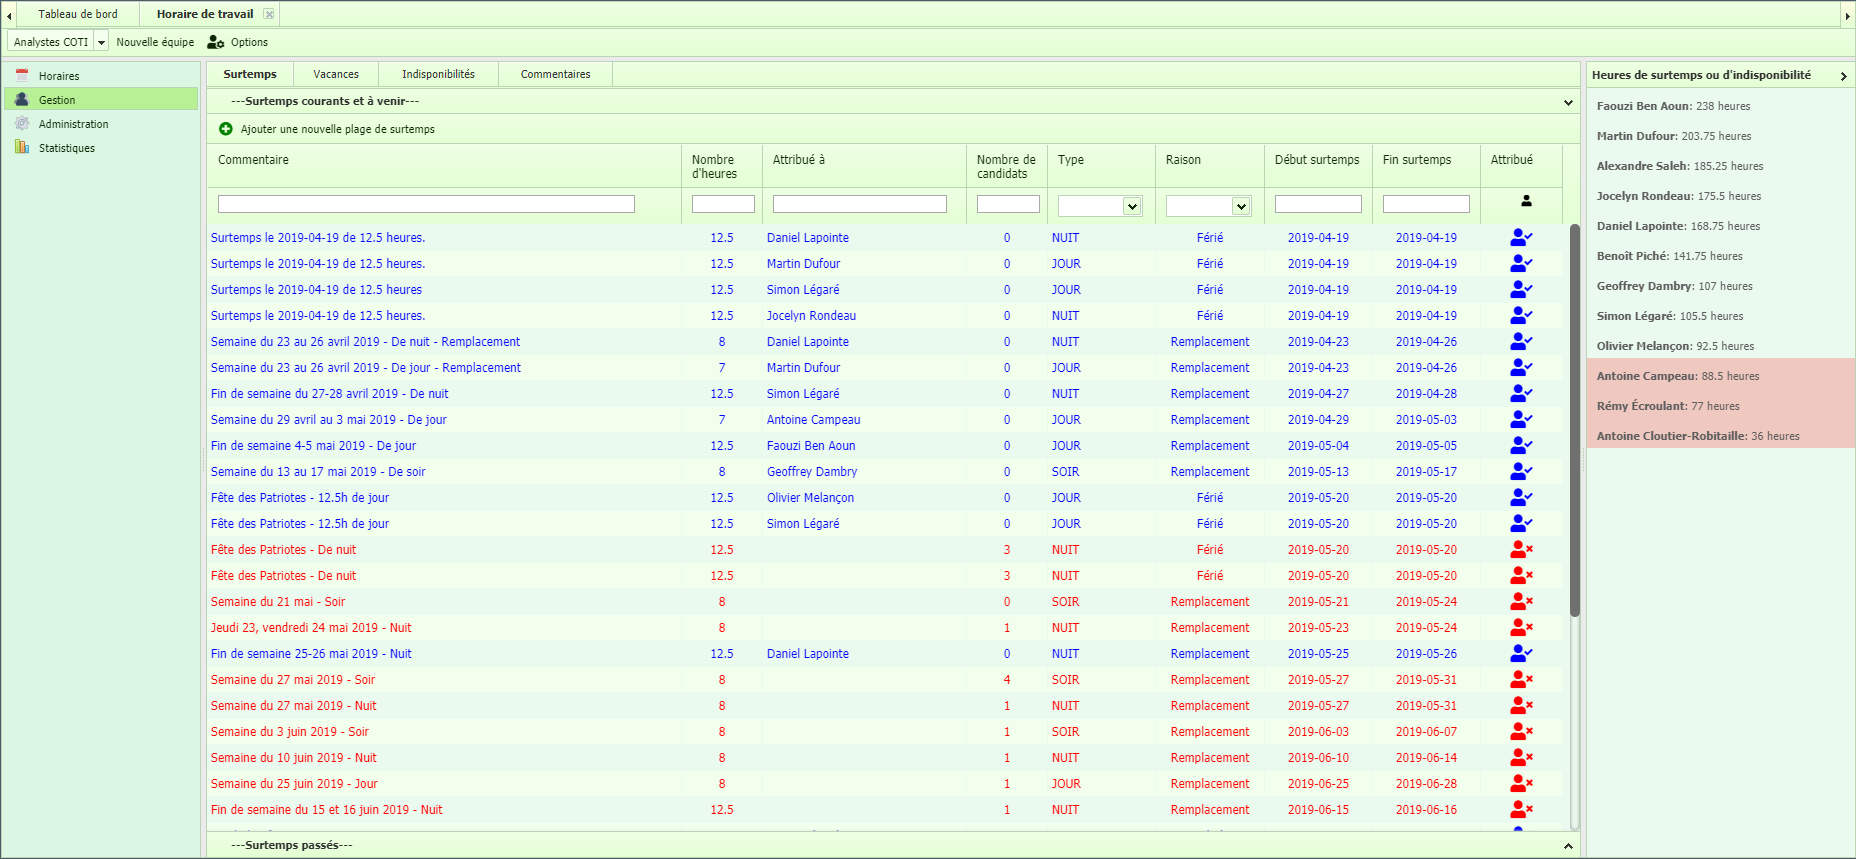 Tableau de bord Horaire de travail
Analystes COTI Nouvelle équipe Options
Horaires
Gestion
Administration
Statistiques
Surtemps Vacances Indisponibilités Commentaires
---Surtemps courants et à venir---
Ajouter une nouvelle plage de surtemps
Commentaire Nombre d'heures Attribué à Nombre de candidats Type Raison Début surtemps Fin surtemps Attribué
Surtemps le 2019-04-19 de 12.5 heures. 12.5 Daniel Lapointe 0 NUIT Férié 2019-04-19 2019-04-19
Surtemps le 2019-04-19 de 12.5 heures. 12.5 Martin Dufour 0 JOUR Férié 2019-04-19 2019-04-19
Surtemps le 2019-04-19 de 12.5 heures 12.5 Simon Légaré 0 JOUR Férié 2019-04-19 2019-04-19
Surtemps le 2019-04-19 de 12.5 heures. 12.5 Jocelyn Rondeau 0 NUIT Férié 2019-04-19 2019-04-19
Semaine du 23 au 26 avril 2019 - De nuit - Remplacement 8 Daniel Lapointe 0 NUIT Remplacement 2019-04-23 2019-04-26
Semaine du 23 au 26 avril 2019 - De jour - Remplacement 7 Martin Dufour 0 JOUR Remplacement 2019-04-23 2019-04-26
Fin de semaine du 27-28 avril 2019 - De nuit 12.5 Simon Légaré 0 NUIT Remplacement 2019-04-27 2019-04-28
Semaine du 29 avril au 3 mai 2019 - De jour 7 Antoine Campeau 0 JOUR Remplacement 2019-04-29 2019-05-03
Fin de semaine 4-5 mai 2019 - De jour 12.5 Faouzi Ben Aoun 0 JOUR Remplacement 2019-05-04 2019-05-05
Semaine du 13 au 17 mai 2019 - De soir 8 Geoffrey Dambry 0 SOIR Remplacement 2019-05-13 2019-05-17
Fête des Patriotes - 12.5h de jour 12.5 Olivier Melançon 0 JOUR Férié 2019-05-20 2019-05-20
Fête des Patriotes - 12.5h de jour 12.5 Simon Légaré 0 JOUR Férié 2019-05-20 2019-05-20
Fête des Patriotes - De nuit 12.5 3 NUIT Férié 2019-05-20 2019-05-20
Fête des Patriotes - De nuit 12.5 3 NUIT Férié 2019-05-20 2019-05-20
Semaine du 21 mai - Soir 8 0 SOIR Remplacement 2019-05-21 2019-05-24
Jeudi 23, vendredi 24 mai 2019 - Nuit 8 1 NUIT Remplacement 2019-05-23 2019-05-24
Fin de semaine 25-26 mai 2019 - Nuit 12.5 Daniel Lapointe 0 NUIT Remplacement 2019-05-25 2019-05-26
Semaine du 27 mai 2019 - Soir 8 4 SOIR Remplacement 2019-05-27 2019-05-31
Semaine du 27 mai 2019 - Nuit 8 1 NUIT Remplacement 2019-05-27 2019-05-31
Semaine du 3 juin 2019 - Soir 8 1 SOIR Remplacement 2019-06-03 2019-06-07
Semaine du 10 juin 2019 - Nuit 8 1 NUIT Remplacement 2019-06-10 2019-06-14
Semaine du 25 juin 2019 - Jour 8 1 JOUR Remplacement 2019-06-25 2019-06-28
Fin de semaine du 15 et 16 juin 2019 - Nuit 12.5 1 NUIT Remplacement 2019-06-15 2019-06-16
---Surtemps passés---
Heures de surtemps ou d'indisponibilité
Faouzi Ben Aoun: 238 heures
Martin Dufour: 203.75 heures
Alexandre Saleh: 185.25 heures
Jocelyn Rondeau: 175.5 heures
Daniel Lapointe: 168.75 heures
Benoît Piché: 141.75 heures
Geoffrey Dambry: 107 heures
Simon Légaré: 105.5 heures
Olivier Melançon: 92.5 heures
Antoine Campeau: 88.5 heures
Rémy Écroulant: 77 heures
Antoine Cloutier-Robitaille: 36 heures